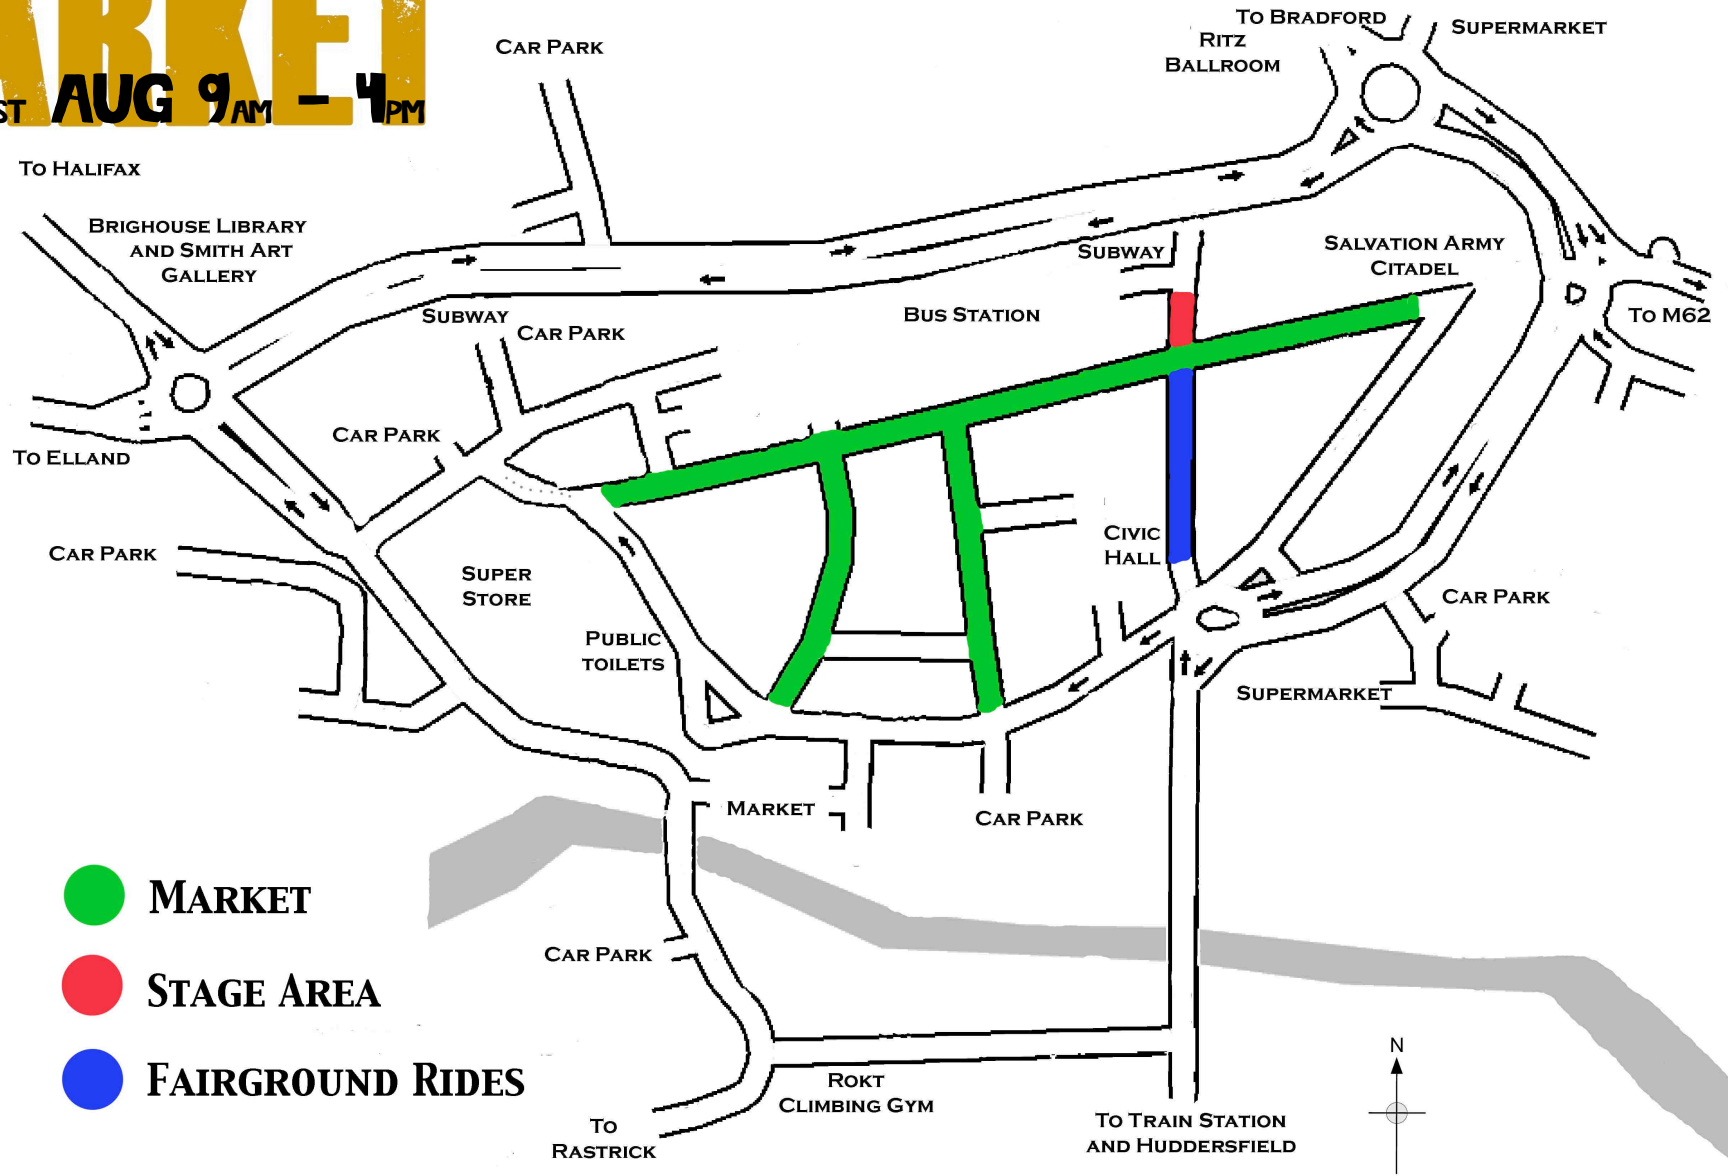 ARKET
ST AUG 9AM - 4PM
To Bradford
Supermarket
Ritz
Ballroom
Car Park
To Halifax
Brighouse Library
and Smith Art
Gallery
Subway
Salvation Army
Citadel
Subway
Car Park
Bus Station
To M62
Car Park
To Elland
Car Park
Super
Store
Civic
Hall
Public
toilets
Car Park
Supermarket
Market
Car Park
Market
Stage Area
Fairground Rides
Car Park
N
Rokt
Climbing Gym
To
Rastrick
To Train Station
and Huddersfield